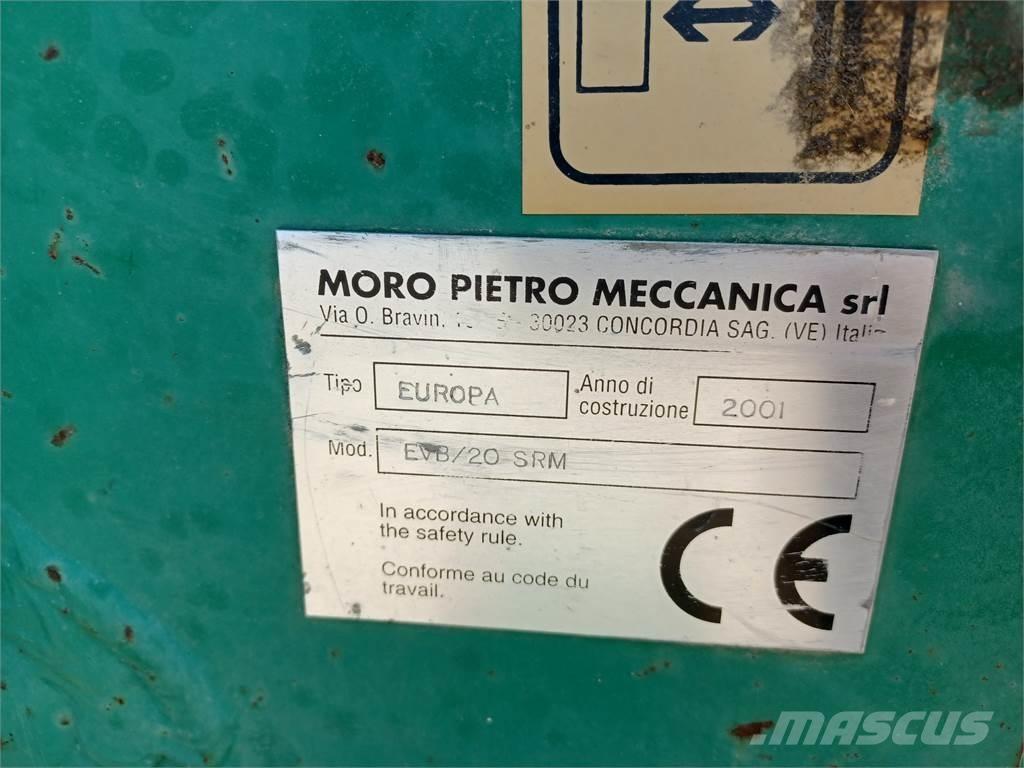 MORO PIETRO MECCANICA srl
Via O. Bravin, 30023 CONCORDIA SAG. (VE) Italia
Tipo EUROPA Anno di costruzione 2001
Mod. EVB/20 SRM
In accordance with
the safety rule.
Conforme au code du
travail.
CE
MASCUS